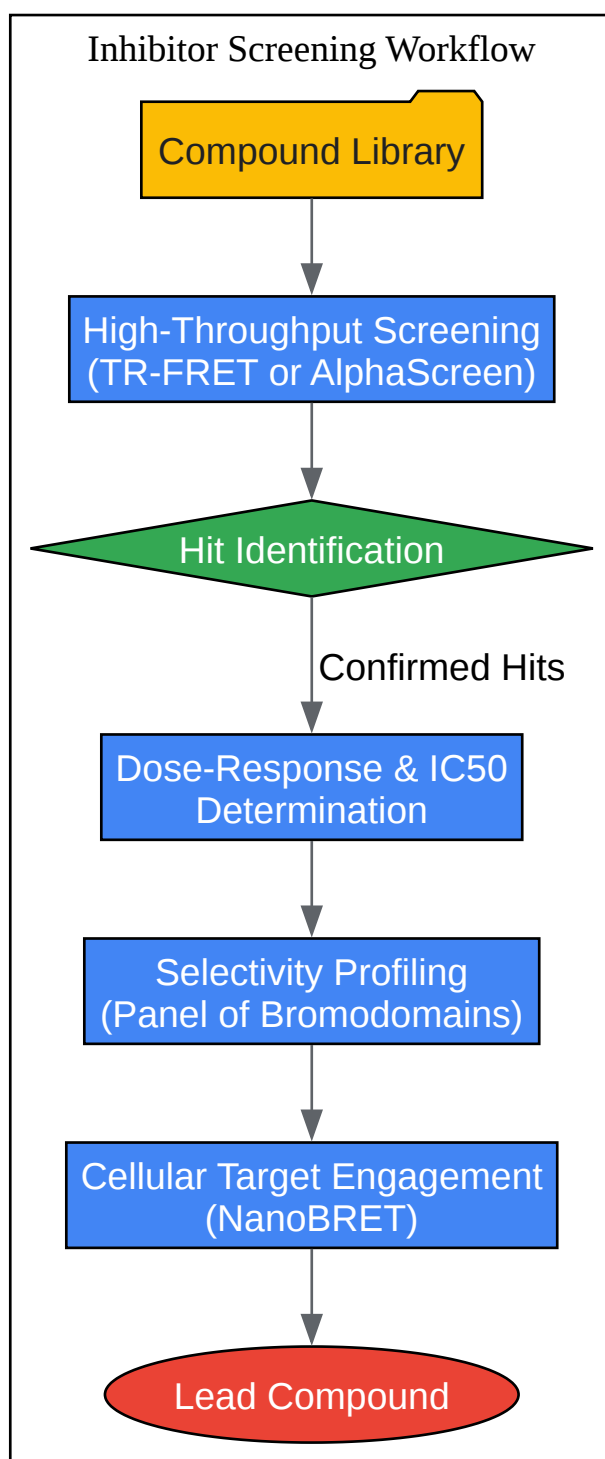 Inhibitor Screening Workflow
Compound Library
High-Throughput Screening
(TR-FRET or AlphaScreen)
Hit Identification
Confirmed Hits
Dose-Response & IC50
Determination
Selectivity Profiling
(Panel of Bromodomains)
Cellular Target Engagement
(NanoBRET)
Lead Compound